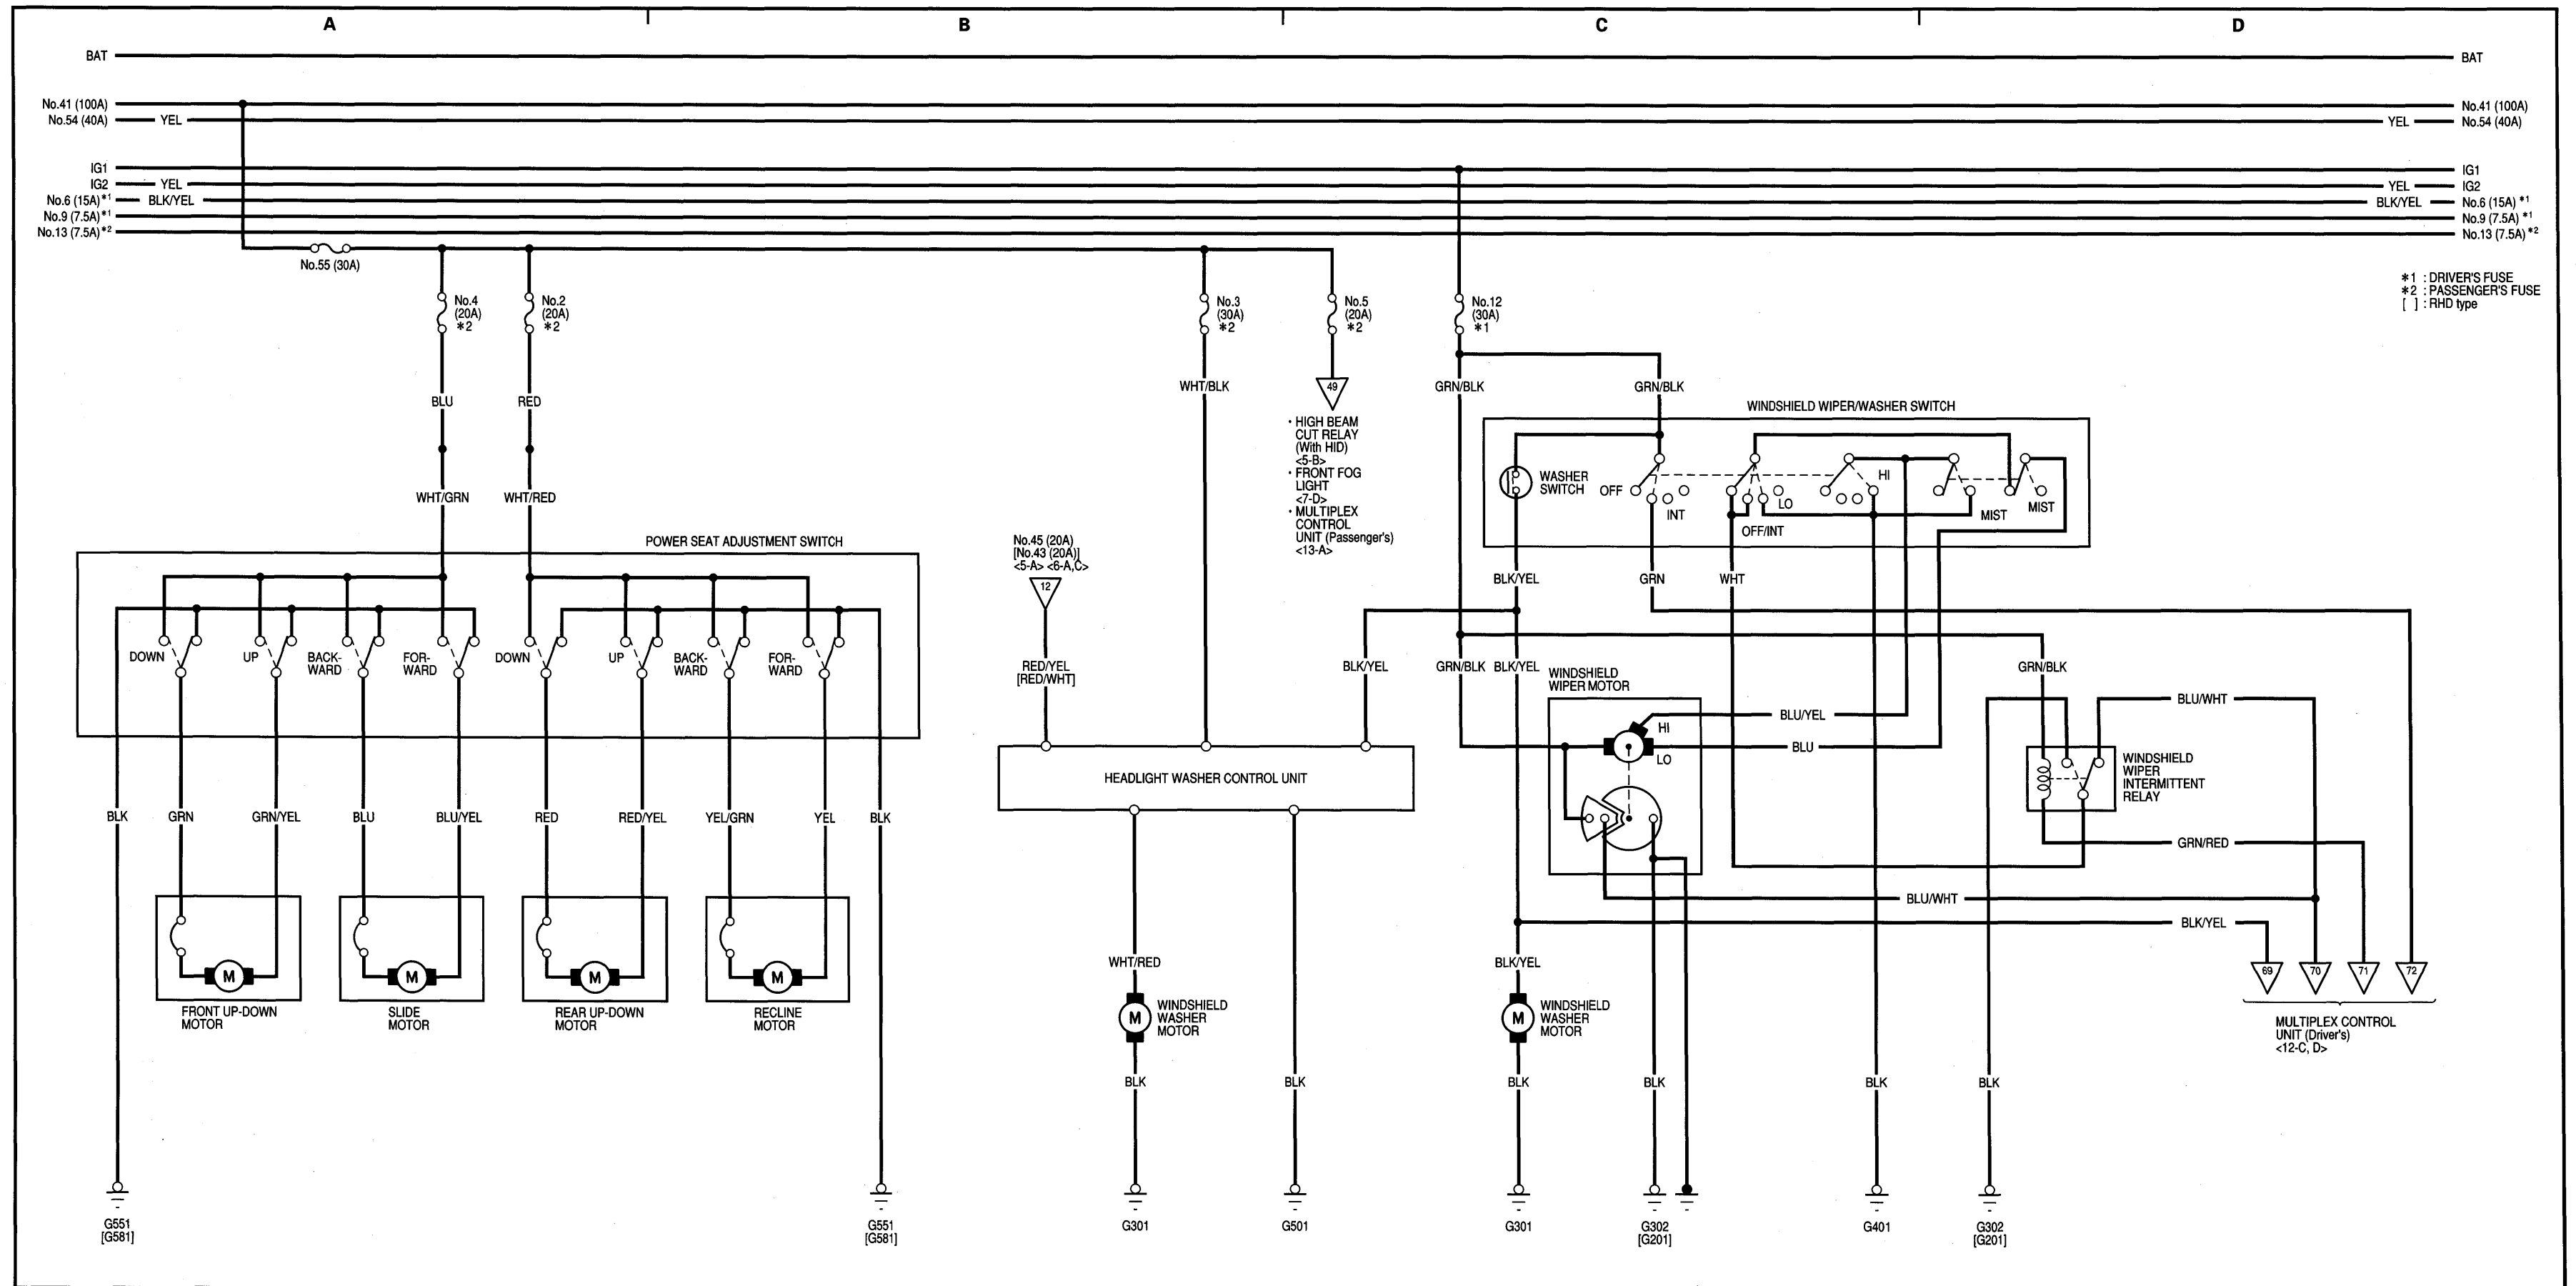 A
B
C
D
BAT
BAT
No.41 (100A)
No.41 (100A)
No.54 (40A)
YEL
YEL
No.54 (40A)
IG1
IG1
IG2
YEL
YEL
IG2
No.6 (15A)*1
BLK/YEL
BLK/YEL
No.6 (15A) *1
No.9 (7.5A)*1
No.9 (7.5A) *1
No.13 (7.5A)*2
No.13 (7.5A)*2
No.55 (30A)
*1 : DRIVER'S FUSE
*2 : PASSENGER'S FUSE
[ ] : RHD type
No.4
(20A)
*2
No.2
(20A)
*2
No.3
(30A)
*2
No.5
(20A)
*2
No.12
(30A)
*1
BLU
RED
WHT/BLK
49
GRN/BLK
GRN/BLK
· HIGH BEAM
CUT RELAY
(With HID)
<5-B>
· FRONT FOG
LIGHT
<7-D>
· MULTIPLEX
CONTROL
UNIT (Passenger's)
<13-A>
WINDSHIELD WIPER/WASHER SWITCH
WASHER
SWITCH
OFF
INT
OFF/INT
LO
HI
MIST
MIST
WHT/GRN
WHT/RED
POWER SEAT ADJUSTMENT SWITCH
No.45 (20A)
[No.43 (20A)]
<5-A> <6-A,C>
12
BLK/YEL
GRN
WHT
DOWN
UP
BACK-
WARD
FOR-
WARD
DOWN
UP
BACK-
WARD
FOR-
WARD
RED/YEL
[RED/WHT]
BLK/YEL
GRN/BLK
BLK/YEL
WINDSHIELD
WIPER MOTOR
GRN/BLK
BLU/WHT
BLU/YEL
HI
BLU
LO
HEADLIGHT WASHER CONTROL UNIT
WINDSHIELD
WIPER
INTERMITTENT
RELAY
BLK
GRN
GRN/YEL
BLU
BLU/YEL
RED
RED/YEL
YEL/GRN
YEL
BLK
GRN/RED
BLU/WHT
BLK/YEL
WHT/RED
BLK/YEL
69
70
71
72
M
M
M
M
FRONT UP-DOWN
MOTOR
SLIDE
MOTOR
REAR UP-DOWN
MOTOR
RECLINE
MOTOR
M
WINDSHIELD
WASHER
MOTOR
M
WINDSHIELD
WASHER
MOTOR
MULTIPLEX CONTROL
UNIT (Driver's)
<12-C, D>
BLK
BLK
BLK
BLK
BLK
BLK
G551
[G581]
G551
[G581]
G301
G501
G301
G302
[G201]
G401
G302
[G201]